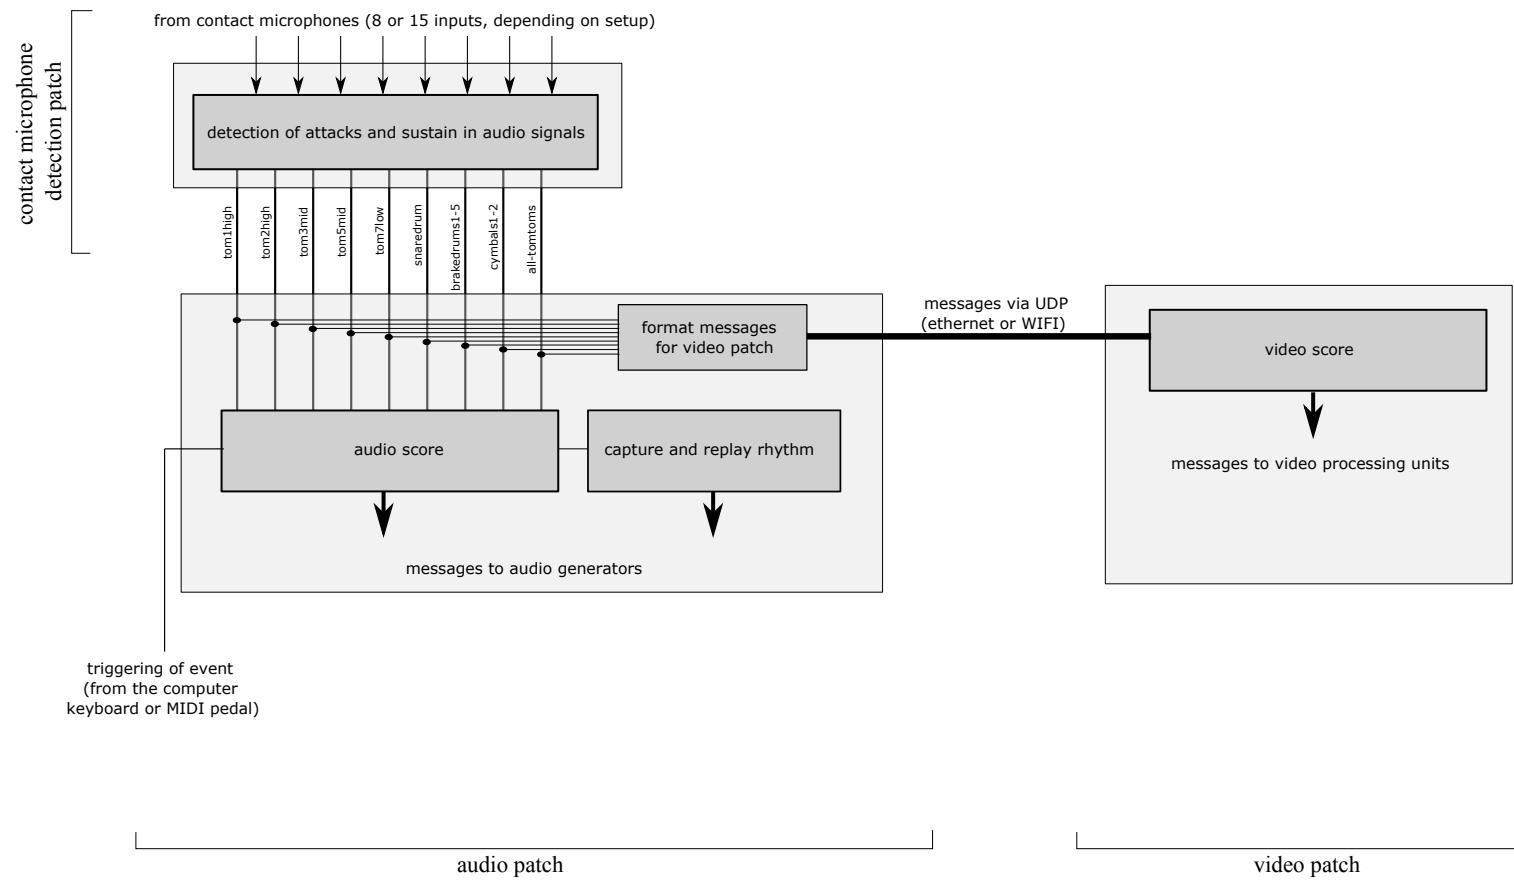 from contact microphones (8 or 15 inputs, depending on setup)
contact microphone
detection patch
detection of attacks and sustain in audio signals
tom1high
tom2high
tom3mid
tom5mid
tom7low
snaredrum
brakedrums1-5
cymbals1-2
all-tomtoms
format messages
for video patch
messages via UDP
(ethernet or WIFI)
video score
audio score
capture and replay rhythm
messages to video processing units
messages to audio generators
triggering of event
(from the computer
keyboard or MIDI pedal)
audio patch
video patch